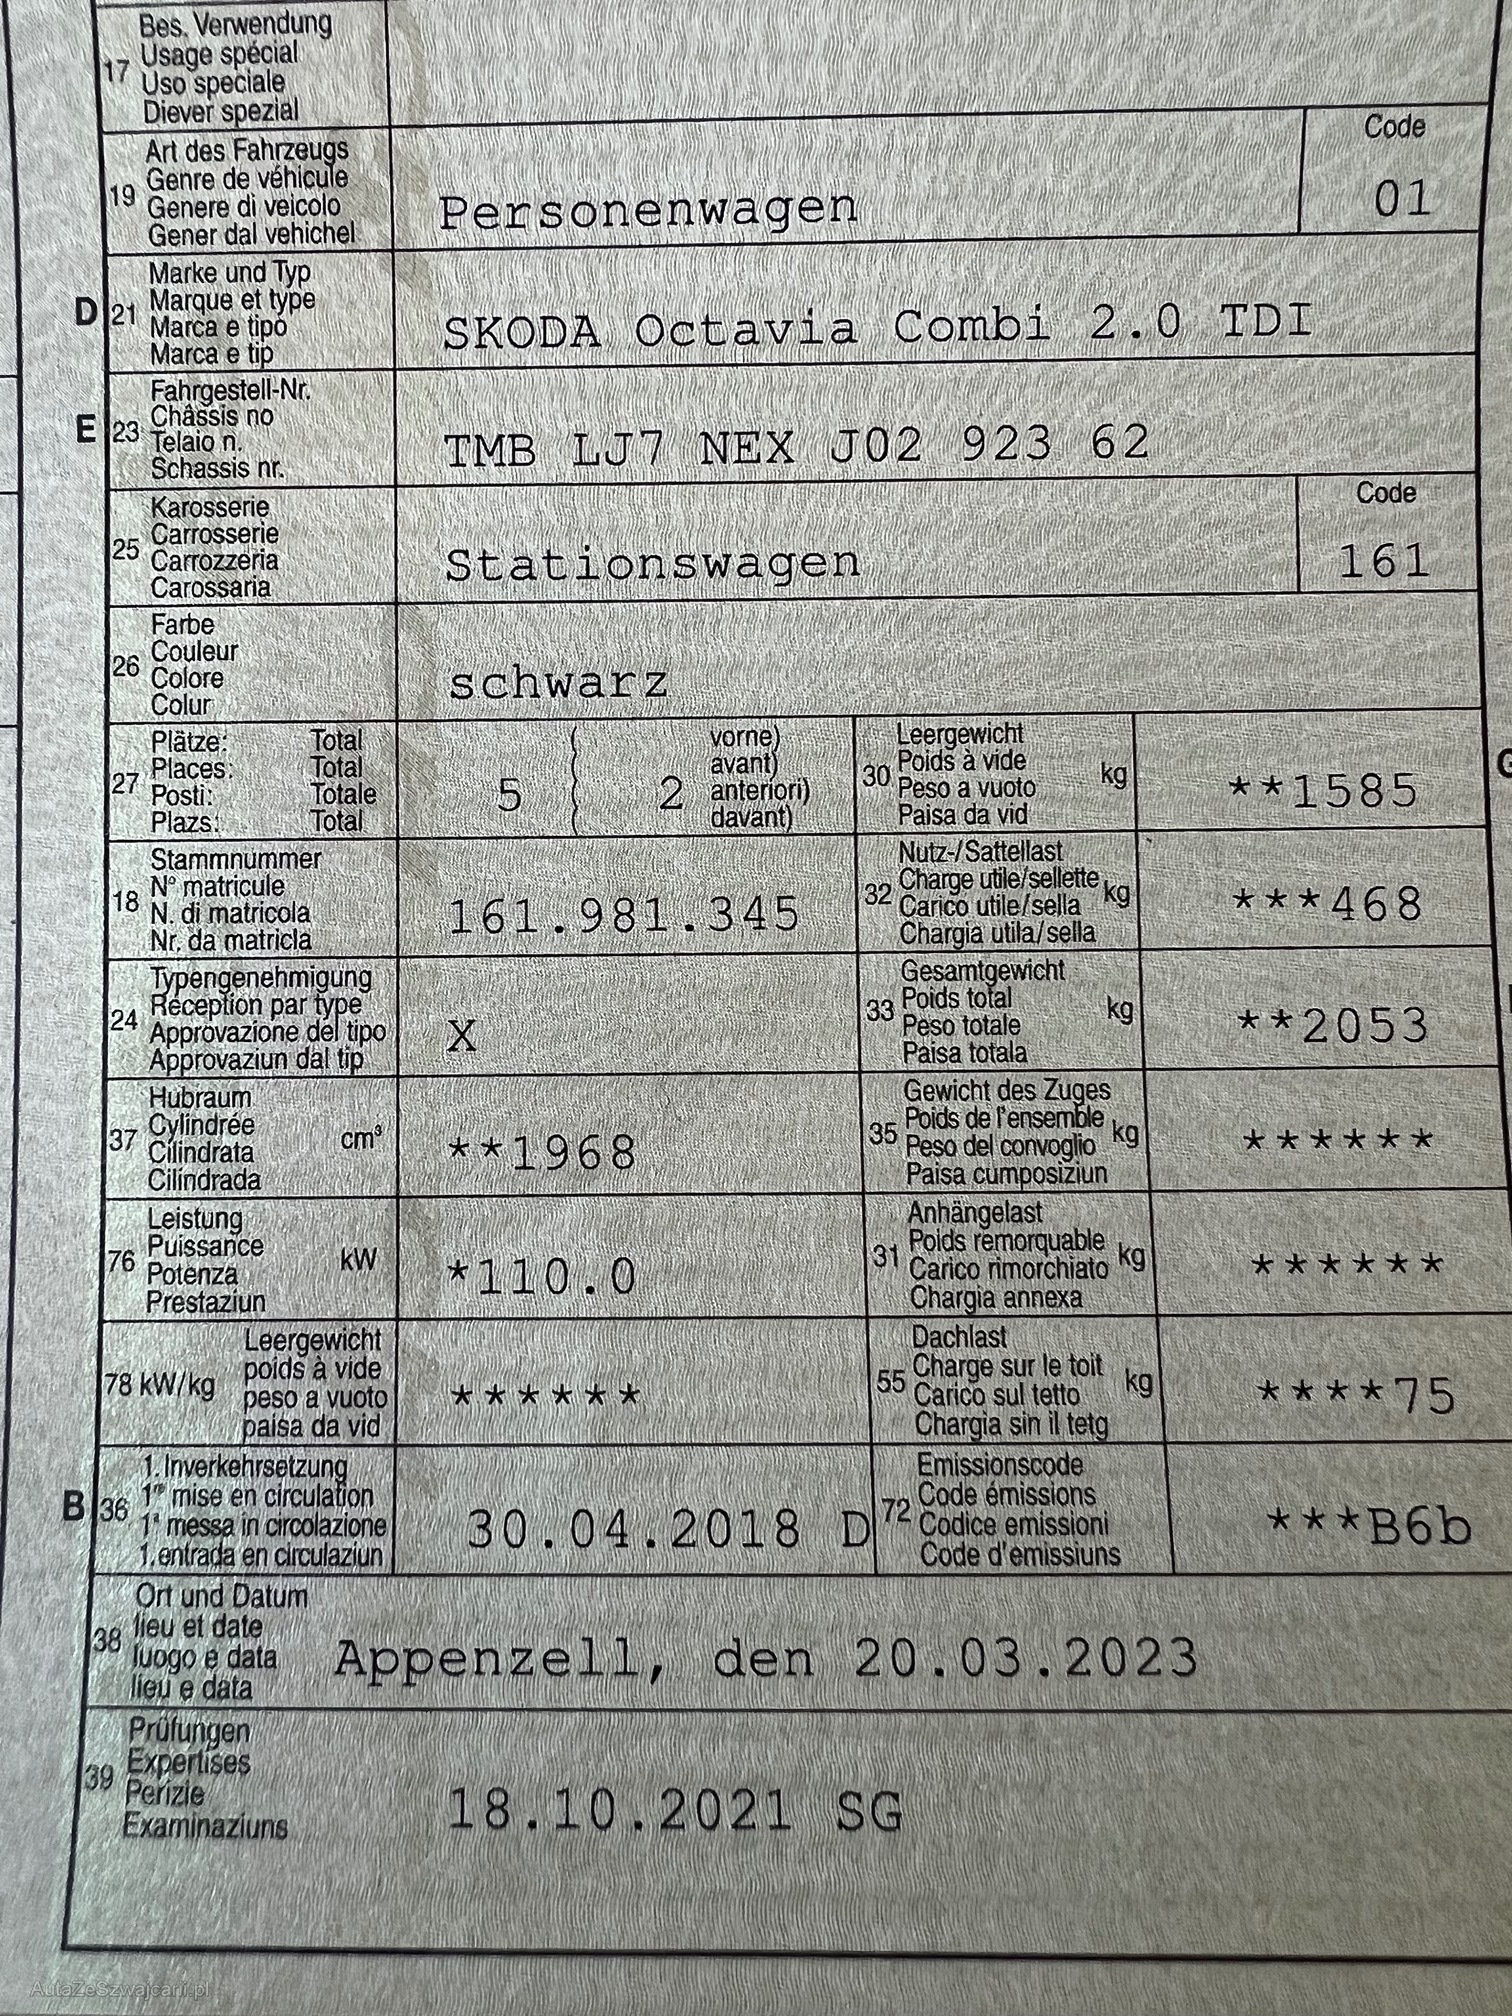 17 Bes. Verwendung
Usage spécial
Uso speciale
Diever spezial
19 Art des Fahrzeugs
Genre de véhicule
Genere di veicolo
Gener dal vehichel
Personenwagen
Code
01
D 21 Marke und Typ
Marque et type
Marca e tipo
Marca e tip
SKODA Octavia Combi 2.0 TDI
E 23 Fahrgestell-Nr.
Châssis no
Telaio n.
Schassis nr.
TMB LJ7 NEX J02 923 62
25 Karosserie
Carrosserie
Carrozzeria
Carossaria
Stationswagen
Code
161
26 Farbe
Couleur
Colore
Colur
schwarz
27 Plätze: Total
Places: Total
Posti: Totale
Plazs: Total
5 2
vorne)
avant)
anteriori)
davant)
30 Leergewicht
Poids à vide
Peso a vuoto
Paisa da vid
kg
**1585
18 Stammnummer
N° matricule
N. di matricola
Nr. da matricla
161.981.345
32 Nutz-/Sattellast
Charge utile/sellette
Carico utile/sella
Chargia utila/sella
kg
***468
24 Typengenehmigung
Réception par type
Approvazione del tipo
Approvaziun dal tip
X
33 Gesamtgewicht
Poids total
Peso totale
Paisa totala
kg
**2053
37 Hubraum
Cylindrée
Cilindrata
Cilindrada
cm³
**1968
35 Gewicht des Zuges
Poids de l'ensemble
Peso del convoglio
Paisa cumposiziun
kg
******
76 Leistung
Puissance
Potenza
Prestaziun
kW
*110.0
31 Anhängelast
Poids remorquable
Carico rimorchiato
Chargia annexa
kg
******
78 kW/kg
Leergewicht
poids à vide
peso a vuoto
paisa da vid
******
55 Dachlast
Charge sur le toit
Carico sul tetto
Chargia sin il tetg
kg
****75
B 36 1. Inverkehrsetzung
1re mise en circulation
1a messa in circolazione
1. entrada en circulaziun
30.04.2018 D
72 Emissionscode
Code émissions
Codice emissioni
Code d'emissiuns
***B6b
38 Ort und Datum
lieu et date
luogo e data
lieu e data
Appenzell, den 20.03.2023
39 Prüfungen
Expertises
Perizie
Examinaziuns
18.10.2021 SG
AutaZeSzwajcarii.pl